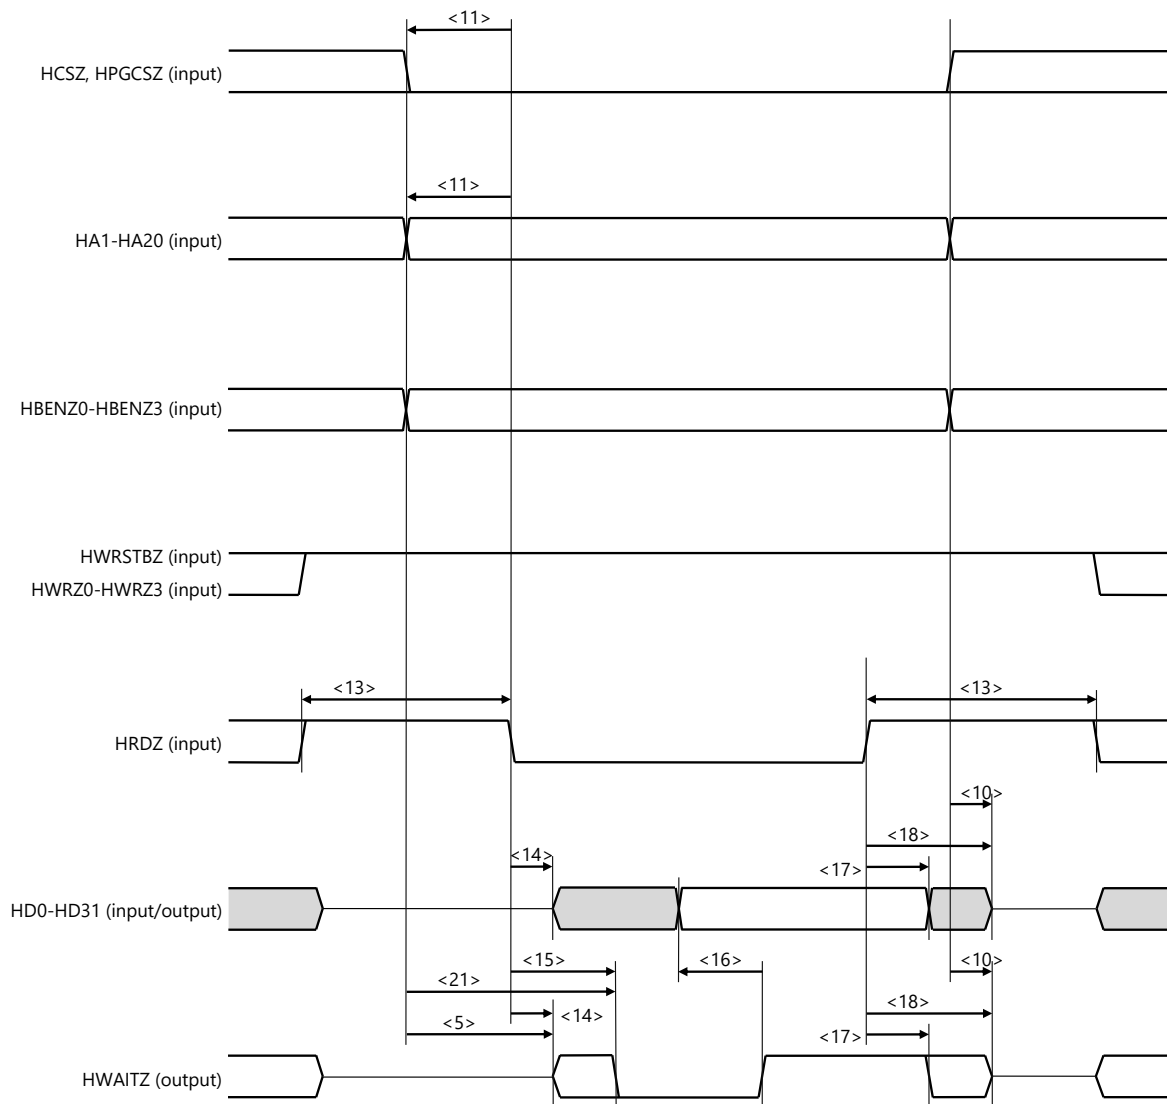 <11>
HCSZ, HPGCSZ (input)
<11>
HA1-HA20 (input)
HBENZ0-HBENZ3 (input)
HWRSTBZ (input)
HWRZ0-HWRZ3 (input)
<13> <13>
HRDZ (input)
<10>
<18>
<14> <17>
HD0-HD31 (input/output)
<15> <16> <10>
<21>
<14> <18>
<5> <17>
HWAITZ (output)